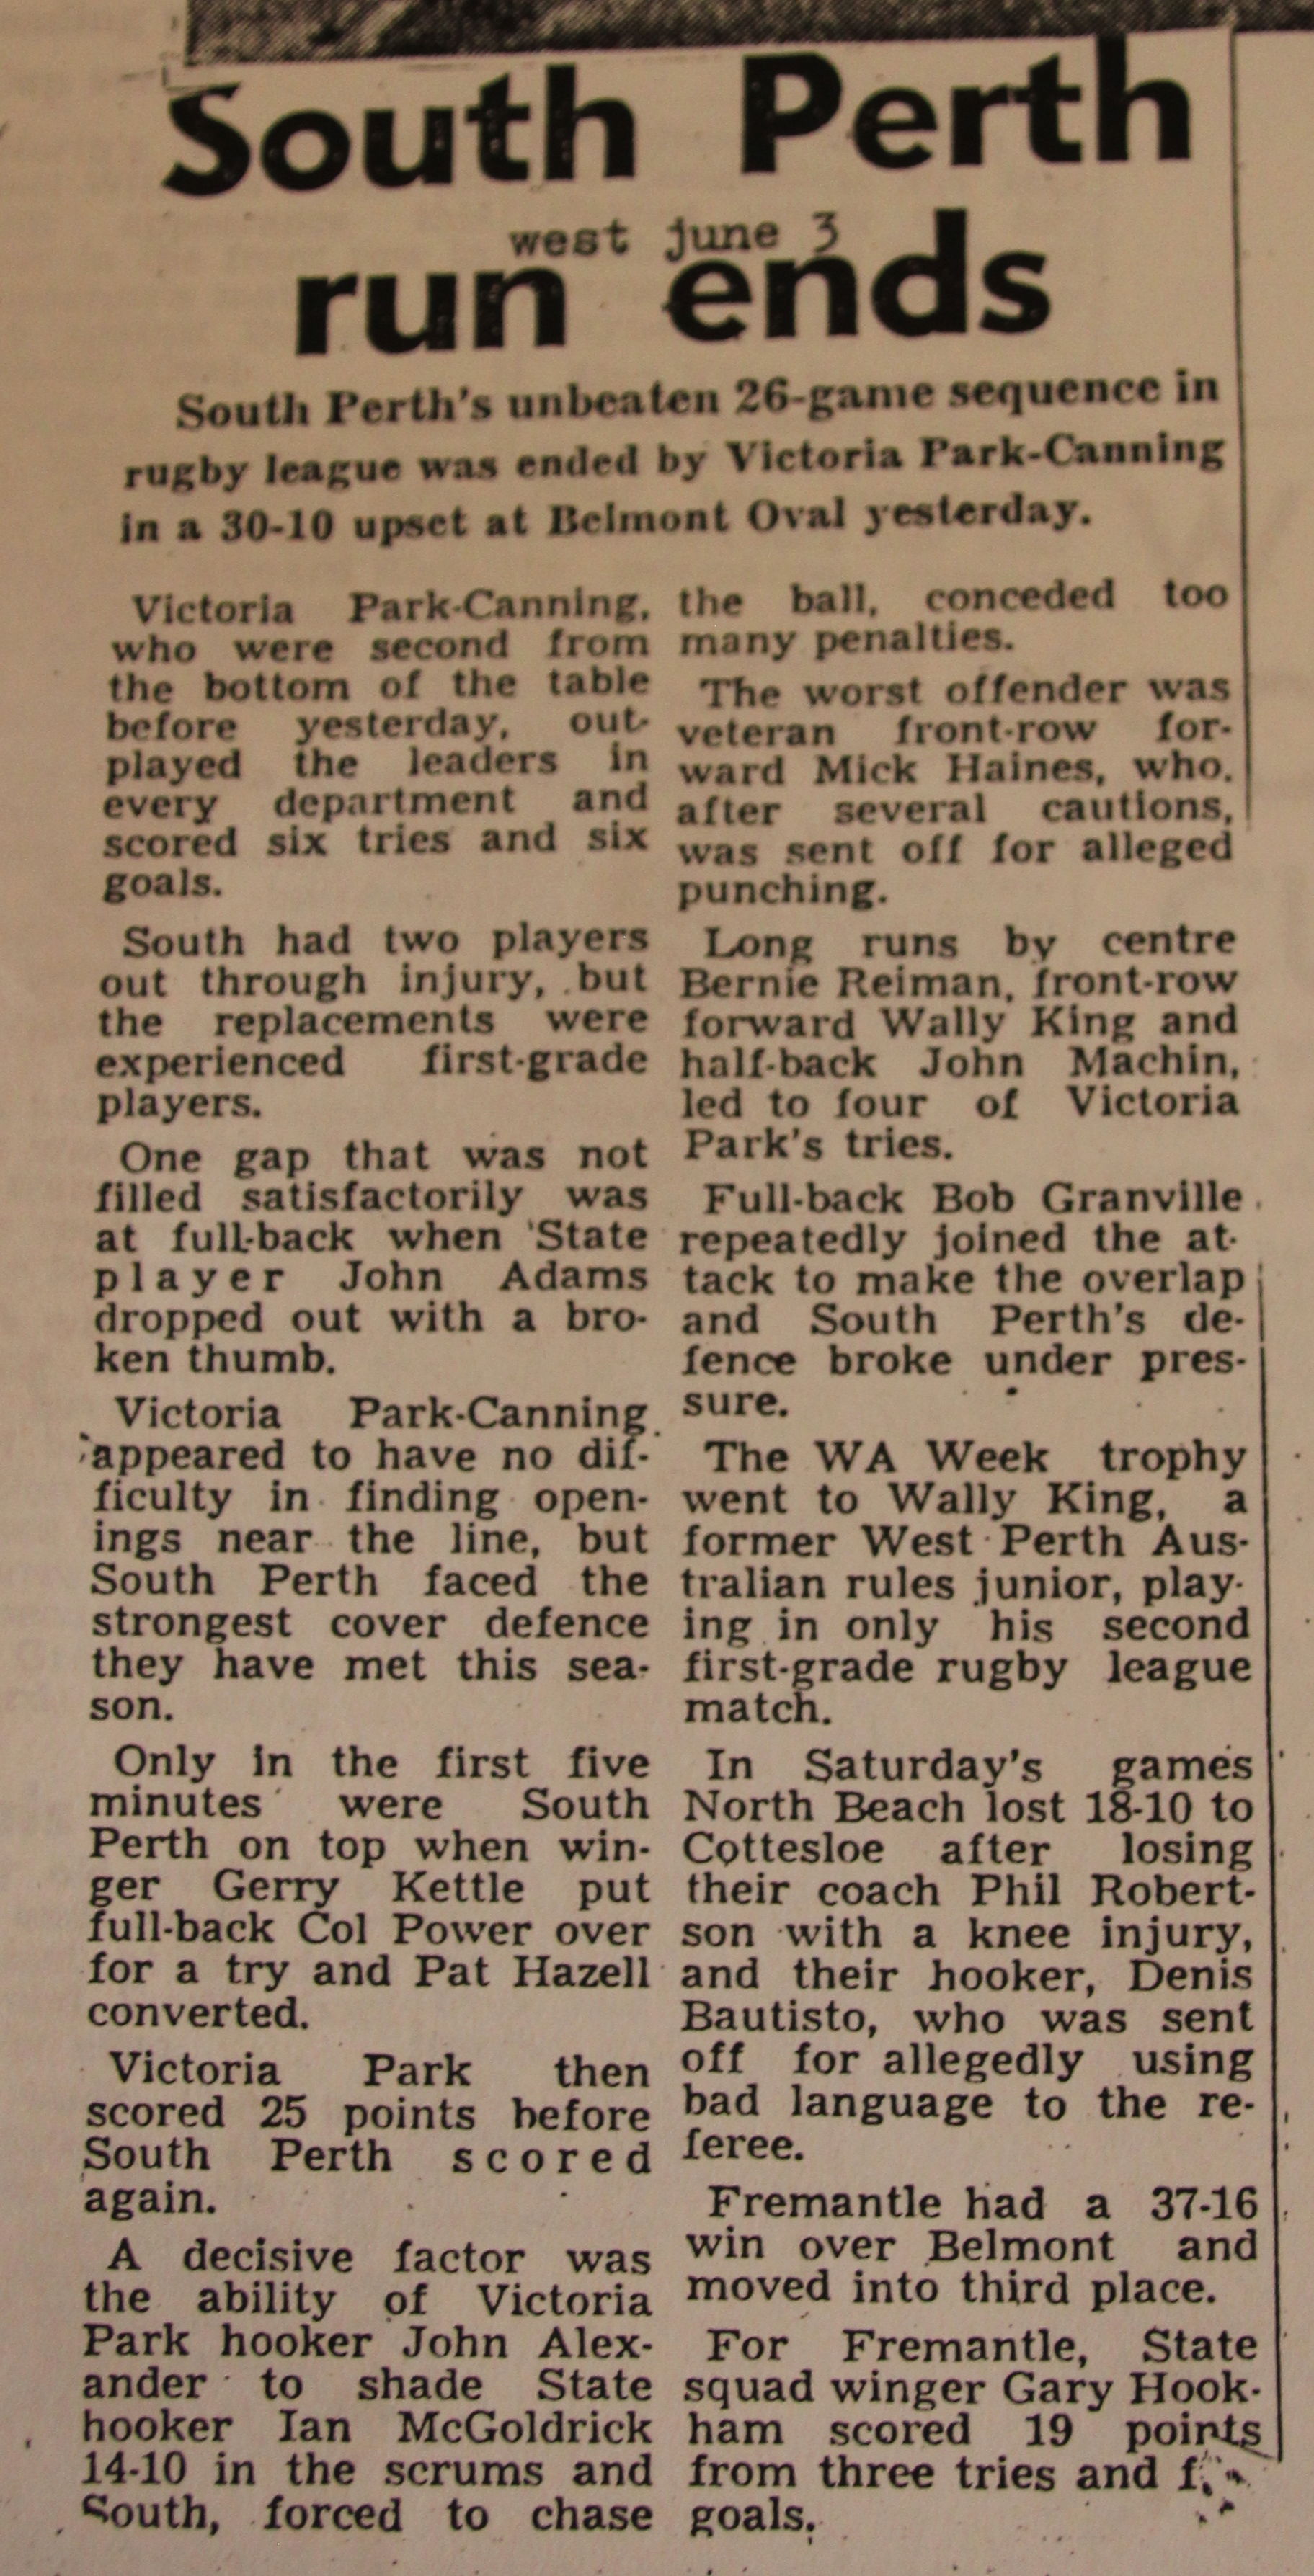 South Perth
west june 3
run ends
South Perth's unbeaten 26-game sequence in
rugby league was ended by Victoria Park-Canning
in a 30-10 upset at Belmont Oval yesterday.
Victoria Park-Canning,
who were second from
the bottom of the table
before yesterday, out-
played the leaders in
every department and
scored six tries and six
goals.
South had two players
out through injury, but
the replacements were
experienced first-grade
players.
One gap that was not
filled satisfactorily was
at full-back when 'State
player John Adams
dropped out with a bro-
ken thumb.
Victoria Park-Canning
appeared to have no dif-
ficulty in finding open-
ings near the line, but
South Perth faced the
strongest cover defence
they have met this sea-
son.
Only in the first five
minutes were South
Perth on top when win-
ger Gerry Kettle put
full-back Col Power over
for a try and Pat Hazell
converted.
Victoria Park then
scored 25 points before
South Perth scored
again.
A decisive factor was
the ability of Victoria
Park hooker John Alex-
ander to shade State
hooker Ian McGoldrick
14-10 in the scrums and
South, forced to chase
the ball, conceded too
many penalties.
The worst offender was
veteran front-row for-
ward Mick Haines, who,
after several cautions,
was sent off for alleged
punching.
Long runs by centre
Bernie Reiman, front-row
forward Wally King and
half-back John Machin,
led to four of Victoria
Park's tries.
Full-back Bob Granville
repeatedly joined the at-
tack to make the overlap
and South Perth's de-
fence broke under pres-
sure.
The WA Week trophy
went to Wally King, a
former West Perth Aus-
tralian rules junior, play-
ing in only his second
first-grade rugby league
match.
In Saturday's games
North Beach lost 18-10 to
Cottesloe after losing
their coach Phil Robert-
son with a knee injury,
and their hooker, Denis
Bautisto, who was sent
off for allegedly using
bad language to the re-
feree.
Fremantle had a 37-16
win over Belmont and
moved into third place.
For Fremantle, State
squad winger Gary Hook-
ham scored 19 points
from three tries and
goals.